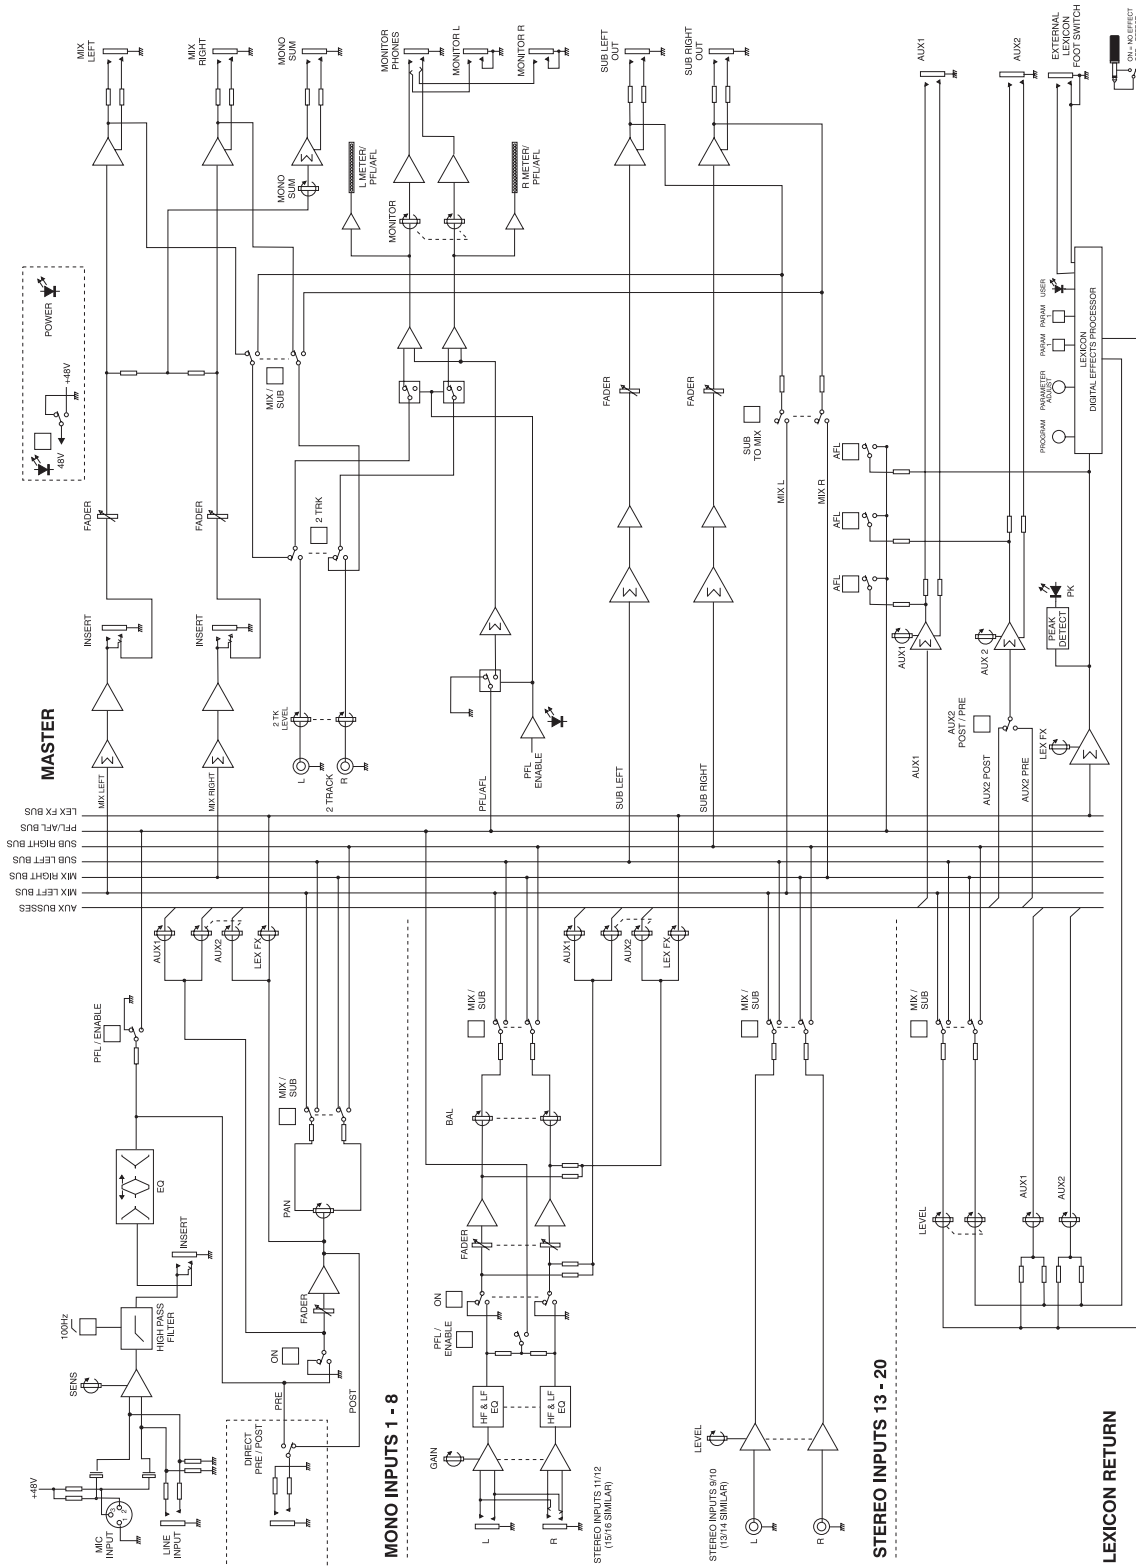 MASTER
MIX
LEFT
MIX
RIGHT
MONO
SUM
MONITOR
PHONES
MONITOR L
MONITOR R
SUB LEFT
OUT
SUB RIGHT
OUT
AUX1
AUX2
EXTERNAL
LEXICON
FOOT SWITCH
ON = NO EFFECT
POWER
48V
+48V
MONO
SUM
L METER/
PFL/AFL
MONITOR
R METER/
PFL/AFL
FADER
FADER
MIX /
SUB
2 TRK
FADER
FADER
SUB
TO MIX
MIX L
MIX R
AFL
AFL
AFL
PROGRAM
PARAMETER
ADJUST
PARAM
1
PARAM
1
USER
LEXICON
DIGITAL EFFECTS PROCESSOR
INSERT
INSERT
2 TK
LEVEL
L
R
2 TRACK
PFL/AFL
PFL
ENABLE
SUB LEFT
SUB RIGHT
MIX LEFT
MIX RIGHT
AUX1
AUX 2
PEAK
DETECT
PK
AUX2
POST / PRE
LEX FX
AUX1
AUX2 POST
AUX2 PRE
LEX FX BUS
PFL/AFL BUS
SUB RIGHT BUS
SUB LEFT BUS
MIX RIGHT BUS
MIX LEFT BUS
AUX BUSSES
MONO INPUTS 1 - 8
+48V
MIC
INPUT
1
2
3
LINE
INPUT
SENS
100Hz
HIGH PASS
FILTER
INSERT
EQ
PFL / ENABLE
DIRECT
PRE / POST
PRE
POST
ON
FADER
PAN
MIX /
SUB
AUX1
AUX2
LEX FX
STEREO INPUTS 13 - 20
L
R
STEREO INPUTS 11/12
(15/16 SIMILAR)
GAIN
HF & LF
EQ
HF & LF
EQ
PFL /
ENABLE
ON
FADER
BAL
MIX /
SUB
AUX1
AUX2
LEX FX
STEREO INPUTS 9/10
(13/14 SIMILAR)
L
R
LEVEL
MIX /
SUB
LEXICON RETURN
LEVEL
AUX1
AUX2
MIX /
SUB
AUX1
AUX2